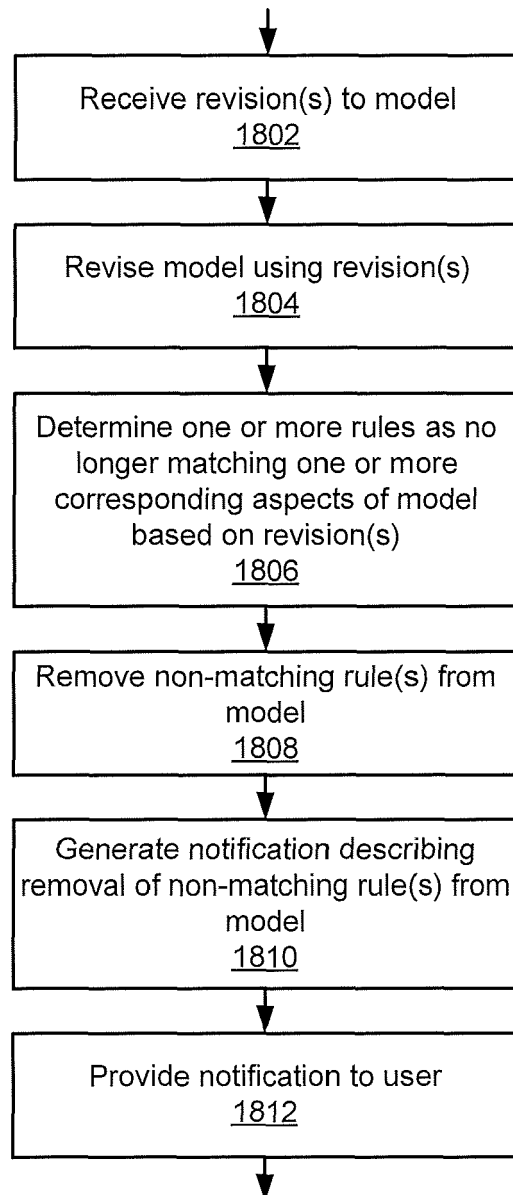 Receive revision(s) to model
1802
Revise model using revision(s)
1804
Determine one or more rules as no
longer matching one or more
corresponding aspects of model
based on revision(s)
1806
Remove non-matching rule(s) from
model
1808
Generate notification describing
removal of non-matching rule(s) from
model
1810
Provide notification to user
1812